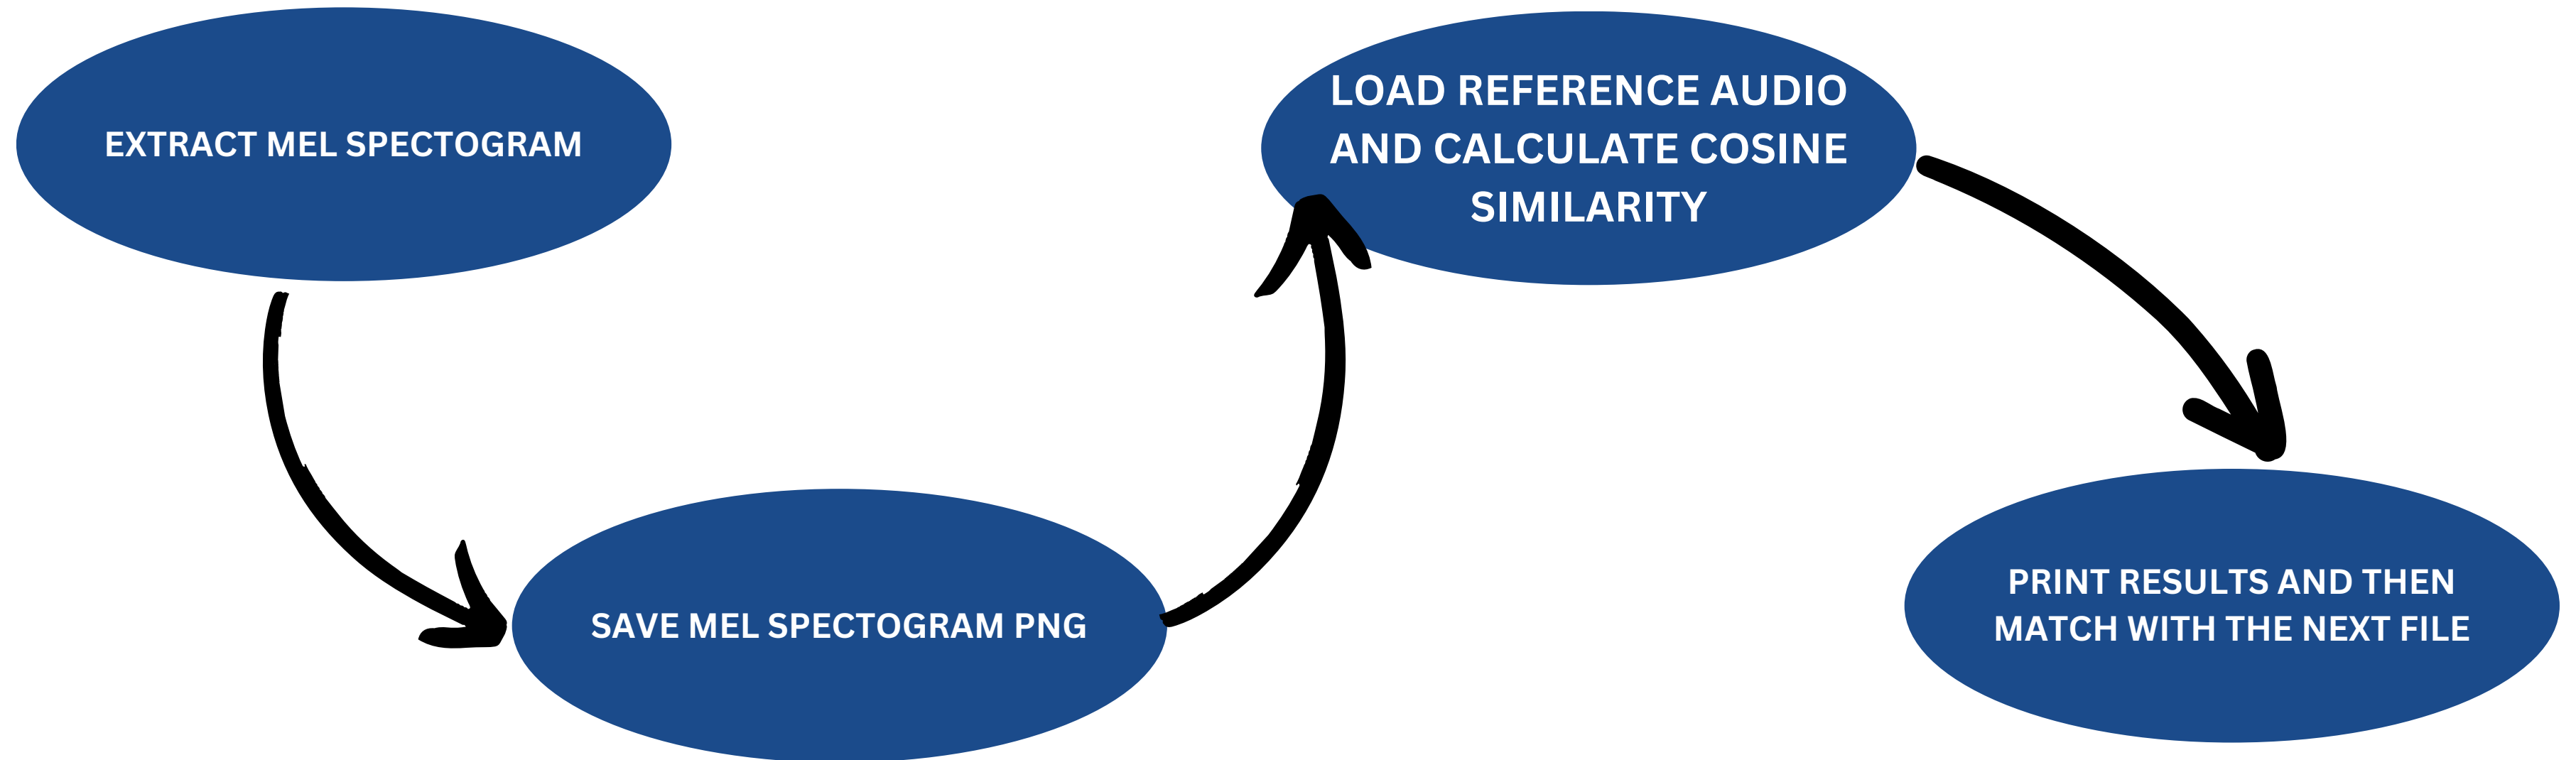 EXTRACT MEL SPECTOGRAM
SAVE MEL SPECTOGRAM PNG
LOAD REFERENCE AUDIO
AND CALCULATE COSINE
SIMILARITY
PRINT RESULTS AND THEN
MATCH WITH THE NEXT FILE